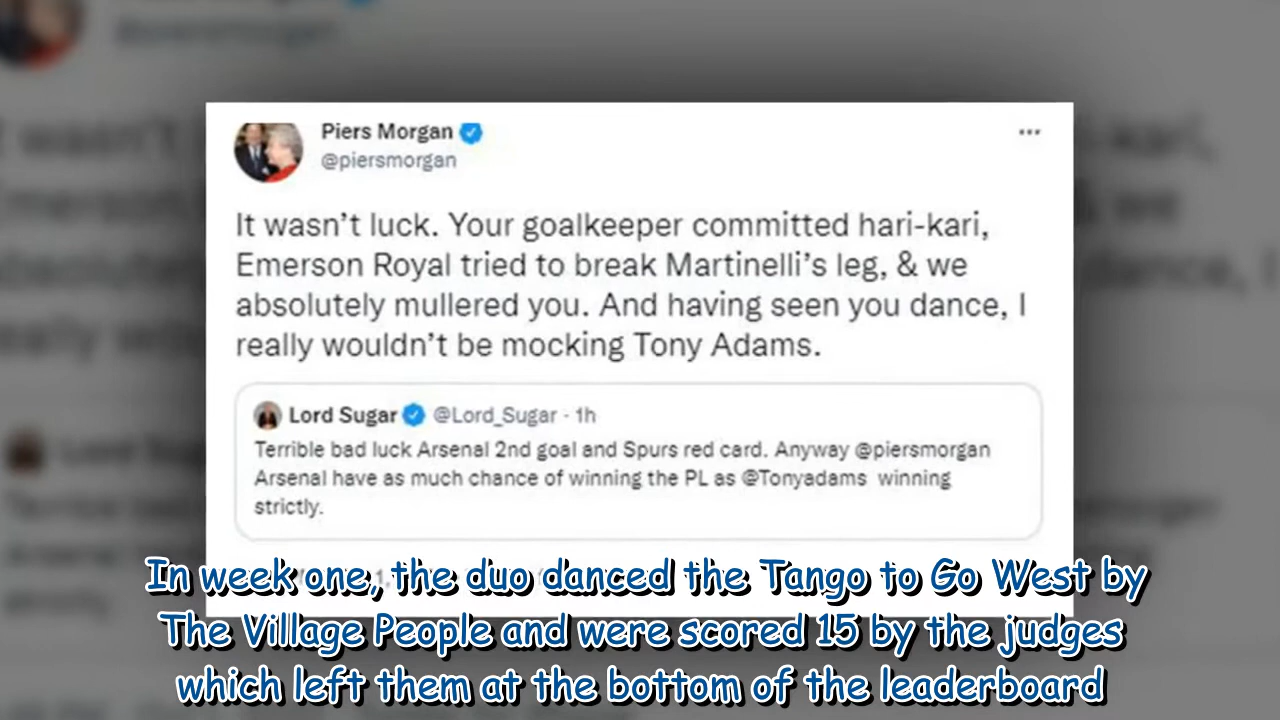 Piers Morgan
@piersmorgan
It wasn't luck. Your goalkeeper committed hari-kari,
Emerson Royal tried to break Martinelli's leg, & we
absolutely mullered you. And having seen you dance, I
really wouldn't be mocking Tony Adams.
Lord Sugar @Lord_Sugar · 1h
Terrible bad luck Arsenal 2nd goal and Spurs red card. Anyway @piersmorgan
Arsenal have as much chance of winning the PL as @Tonyadams winning
strictly.
In week one, the duo danced the Tango to Go West by
The Village People and were scored 15 by the judges
which left them at the bottom of the leaderboard